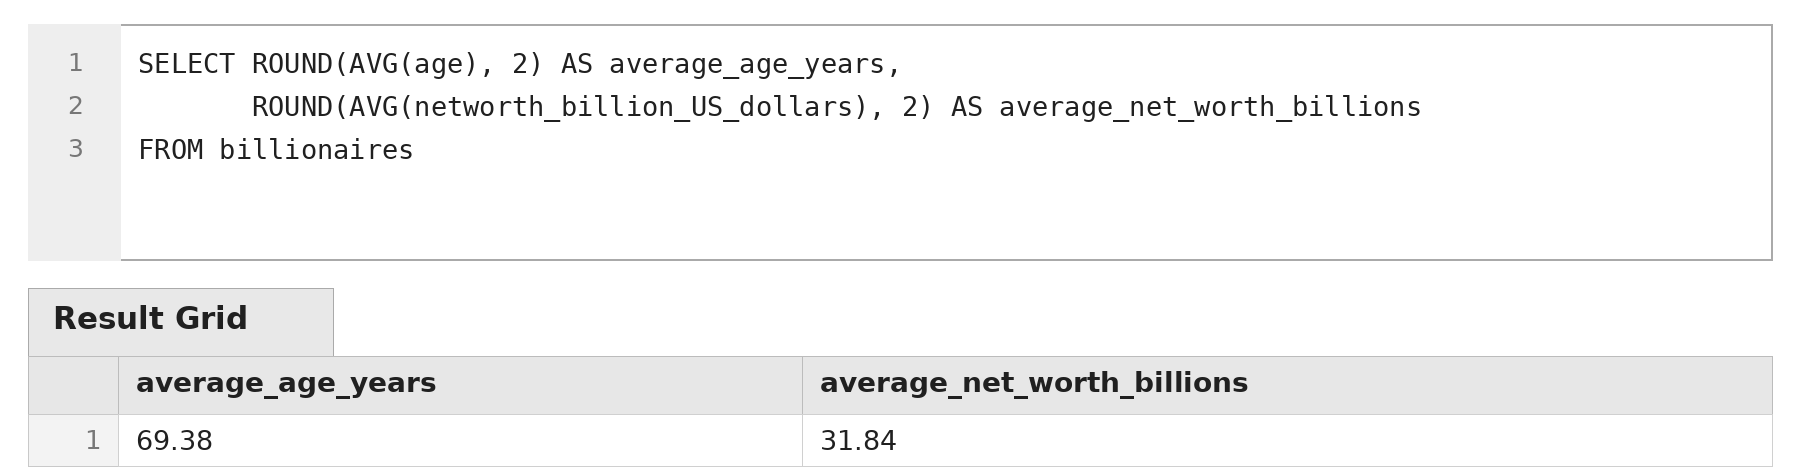 1 SELECT ROUND(AVG(age), 2) AS average_age_years,
2        ROUND(AVG(networth_billion_US_dollars), 2) AS average_net_worth_billions
3 FROM billionaires
Result Grid
average_age_years average_net_worth_billions
1 69.38 31.84